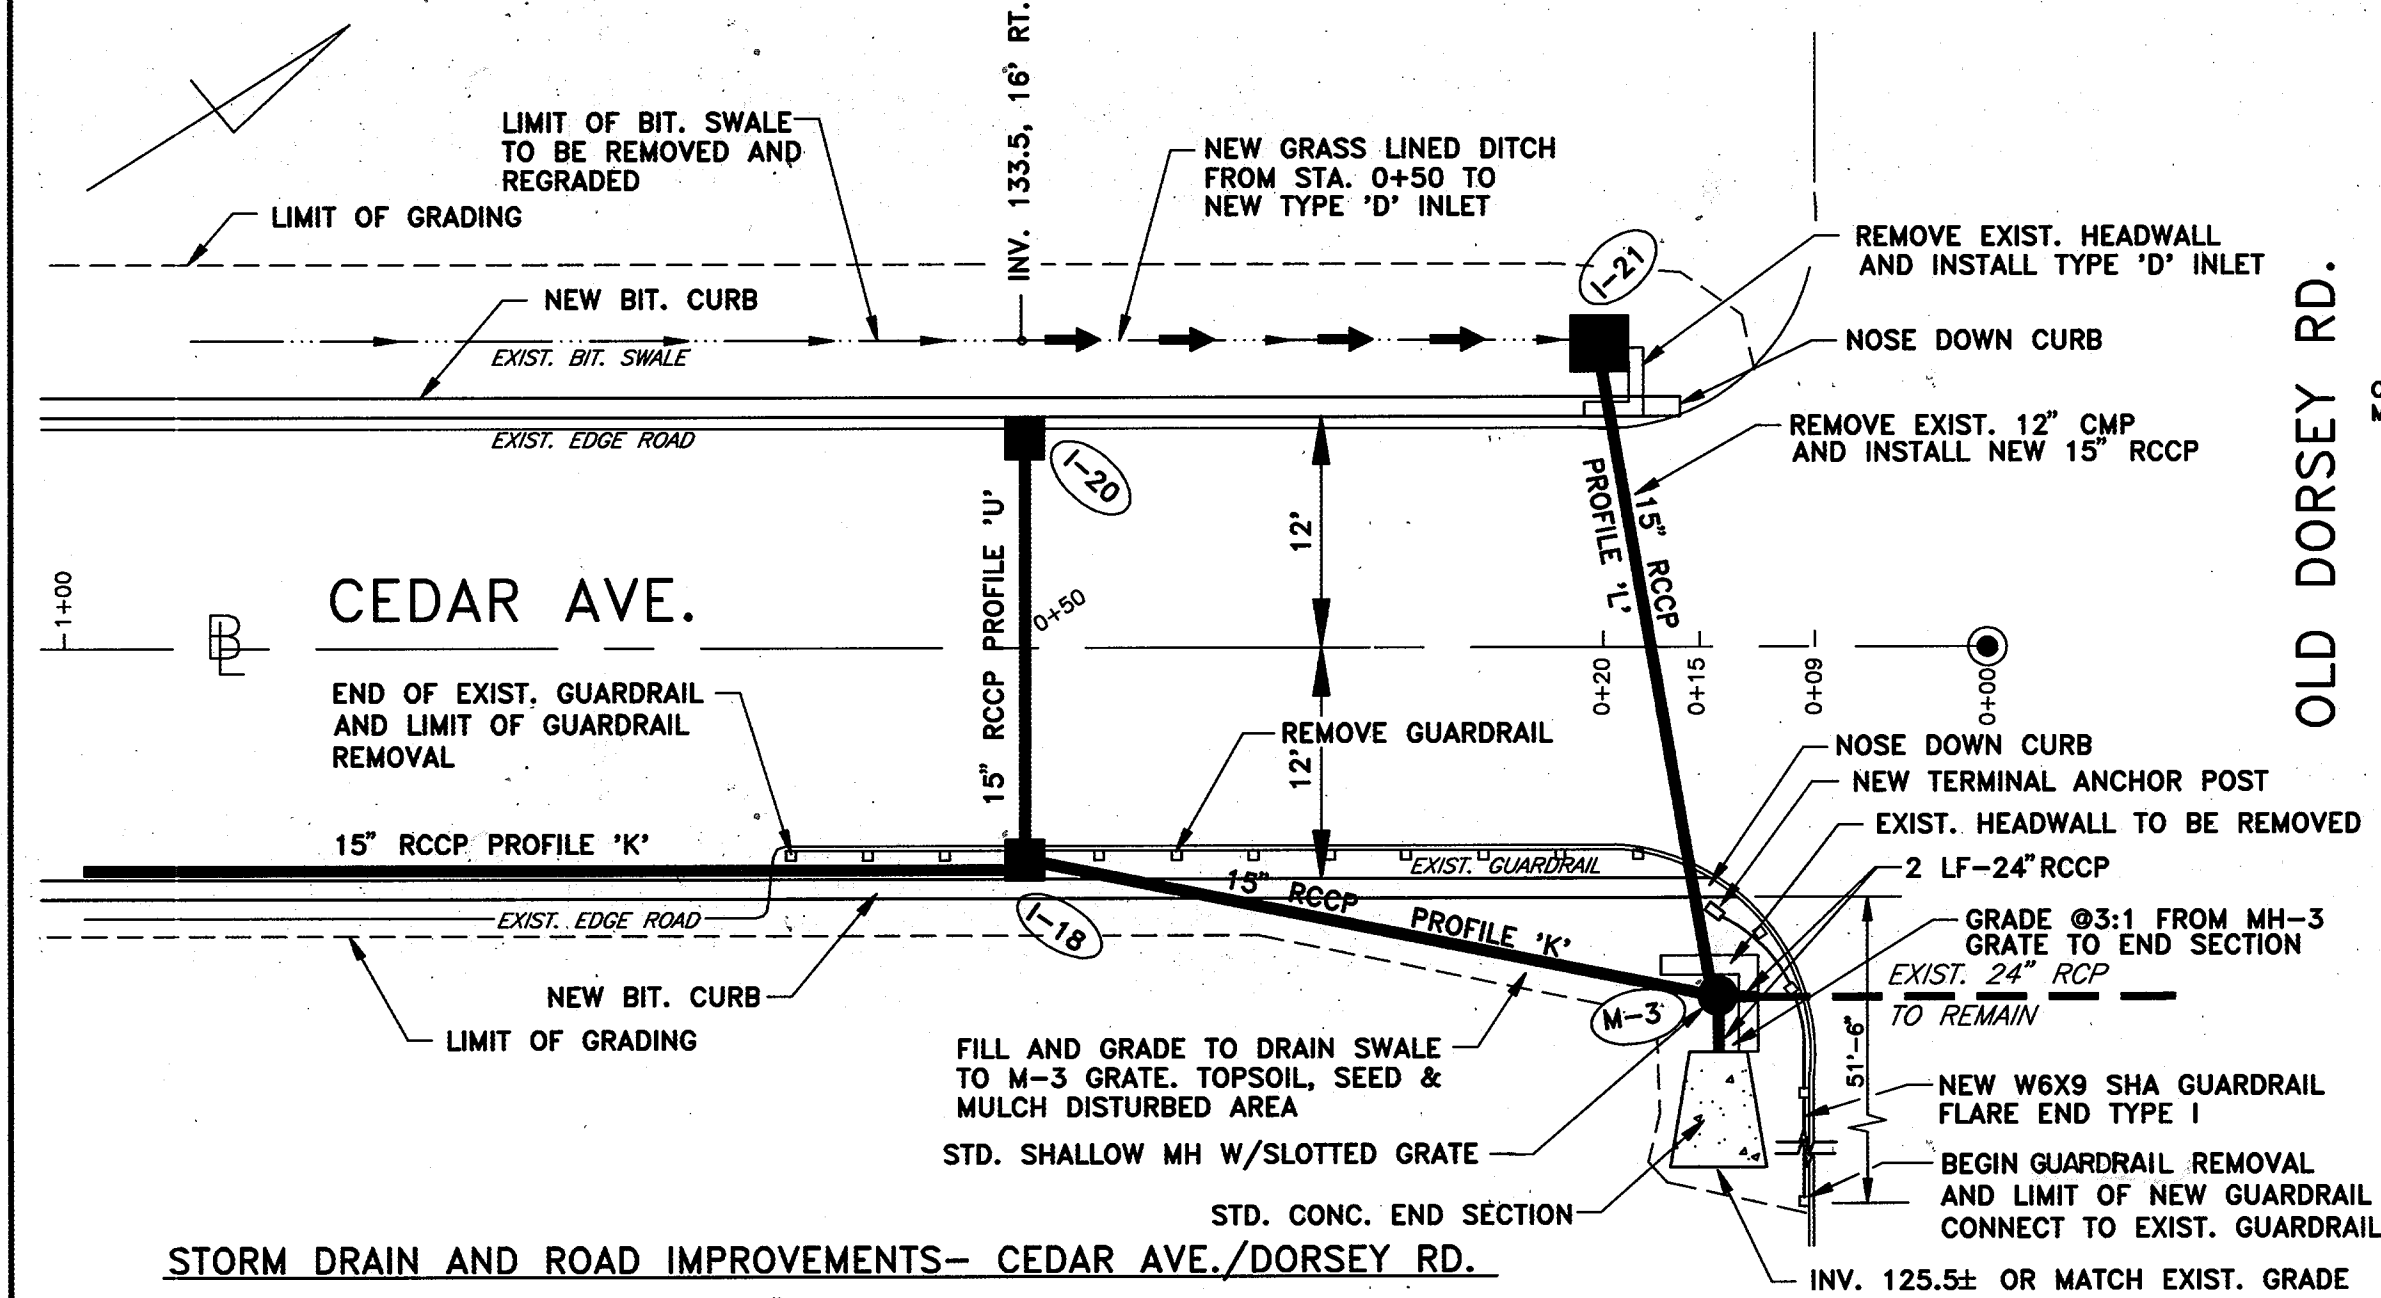 INV. 133.5, 16' RT.
LIMIT OF BIT. SWALE
TO BE REMOVED AND
REGRADED
NEW GRASS LINED DITCH
FROM STA. 0+50 TO
NEW TYPE 'D' INLET
LIMIT OF GRADING
I-21
REMOVE EXIST. HEADWALL
AND INSTALL TYPE 'D' INLET
NEW BIT. CURB
EXIST. BIT. SWALE
NOSE DOWN CURB
EXIST. EDGE ROAD
I-20
REMOVE EXIST. 12" CMP
AND INSTALL NEW 15" RCCP
OLD DORSEY RD.
15" RCCP PROFILE 'U'
12'
PROFILE 'L'
15" RCCP
-1+00
BL
CEDAR AVE.
0+50
0+20
0+15
0+09
0+00
END OF EXIST. GUARDRAIL
AND LIMIT OF GUARDRAIL
REMOVAL
REMOVE GUARDRAIL
12'
NOSE DOWN CURB
NEW TERMINAL ANCHOR POST
EXIST. HEADWALL TO BE REMOVED
2 LF-24" RCCP
15" RCCP PROFILE 'K'
EXIST. GUARDRAIL
15" RCCP PROFILE 'K'
EXIST. EDGE ROAD
I-18
GRADE @3:1 FROM MH-3
GRATE TO END SECTION
EXIST. 24" RCP
TO REMAIN
NEW BIT. CURB
LIMIT OF GRADING
M-3
51'-6"
FILL AND GRADE TO DRAIN SWALE
TO M-3 GRATE. TOPSOIL, SEED &
MULCH DISTURBED AREA
NEW W6X9 SHA GUARDRAIL
FLARE END TYPE I
STD. SHALLOW MH W/SLOTTED GRATE
BEGIN GUARDRAIL REMOVAL
AND LIMIT OF NEW GUARDRAIL
CONNECT TO EXIST. GUARDRAIL
STD. CONC. END SECTION
STORM DRAIN AND ROAD IMPROVEMENTS- CEDAR AVE./DORSEY RD.
INV. 125.5± OR MATCH EXIST. GRADE